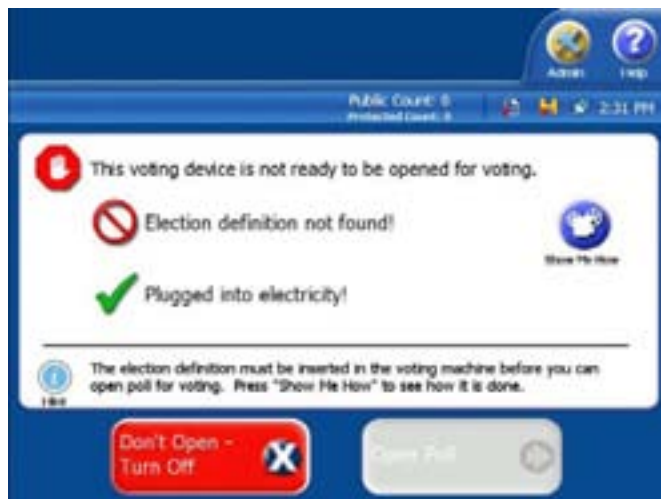 Admin Help
Public Count: 0
Protected Count: 0
2:31 PM
This voting device is not ready to be opened for voting.
Election definition not found!
Show Me How
Plugged into electricity!
The election definition must be inserted in the voting machine before you can
open poll for voting. Press "Show Me How" to see how it is done.
Don't Open -
Turn Off
Open Poll